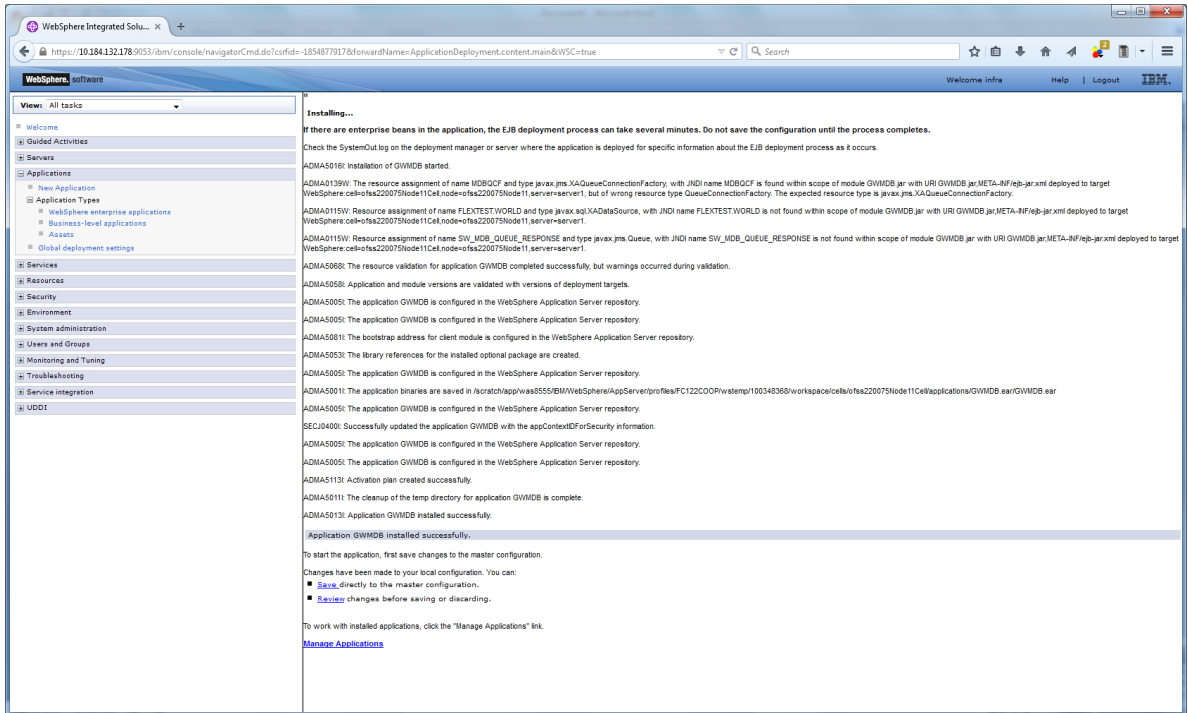 WebSphere Integrated Solu... × +
https://10.184.132.178:9053/ibm/console/navigatorCmd.do?csrfid=-1854877917&forwardName=ApplicationDeployment.content.main&WSC=true
Search
2
WebSphere. software
Welcome infra Help | Logout IBM.
View: All tasks
Welcome
Guided Activities
Servers
Applications
New Application
Application Types
WebSphere enterprise applications
Business-level applications
Assets
Global deployment settings
Services
Resources
Security
Environment
System administration
Users and Groups
Monitoring and Tuning
Troubleshooting
Service integration
UDDI
Installing...
If there are enterprise beans in the application, the EJB deployment process can take several minutes. Do not save the configuration until the process completes.
Check the SystemOut.log on the deployment manager or server where the application is deployed for specific information about the EJB deployment process as it occurs.
ADMA5016I: Installation of GWMDB started.
ADMA0139W: The resource assignment of name MDBQCF and type javax.jms.XAQueueConnectionFactory, with JNDI name MDBQCF is found within scope of module GWMDB.jar with URI GWMDB.jar,META-INF/ejb-jar.xml deployed to target
WebSphere:cell=ofss220075Node11Cell,node=ofss220075Node11,server=server1, but of wrong resource type QueueConnectionFactory. The expected resource type is javax.jms.XAQueueConnectionFactory.
ADMA0115W: Resource assignment of name FLEXTEST.WORLD and type javax.sql.XADataSource, with JNDI name FLEXTEST.WORLD is not found within scope of module GWMDB.jar with URI GWMDB.jar,META-INF/ejb-jar.xml deployed to target
WebSphere:cell=ofss220075Node11Cell,node=ofss220075Node11,server=server1.
ADMA0115W: Resource assignment of name SW_MDB_QUEUE_RESPONSE and type javax.jms.Queue, with JNDI name SW_MDB_QUEUE_RESPONSE is not found within scope of module GWMDB.jar with URI GWMDB.jar,META-INF/ejb-jar.xml deployed to target
WebSphere:cell=ofss220075Node11Cell,node=ofss220075Node11,server=server1.
ADMA5068I: The resource validation for application GWMDB completed successfully, but warnings occurred during validation.
ADMA5058I: Application and module versions are validated with versions of deployment targets.
ADMA5005I: The application GWMDB is configured in the WebSphere Application Server repository.
ADMA5005I: The application GWMDB is configured in the WebSphere Application Server repository.
ADMA5081I: The bootstrap address for client module is configured in the WebSphere Application Server repository.
ADMA5053I: The library references for the installed optional package are created.
ADMA5005I: The application GWMDB is configured in the WebSphere Application Server repository.
ADMA5001I: The application binaries are saved in /scratch/app/was8555/IBM/WebSphere/AppServer/profiles/FC122COOP/wstemp/100348368/workspace/cells/ofss220075Node11Cell/applications/GWMDB.ear/GWMDB.ear
ADMA5005I: The application GWMDB is configured in the WebSphere Application Server repository.
SECJ0400I: Successfully updated the application GWMDB with the appContextIDForSecurity information.
ADMA5005I: The application GWMDB is configured in the WebSphere Application Server repository.
ADMA5005I: The application GWMDB is configured in the WebSphere Application Server repository.
ADMA5113I: Activation plan created successfully.
ADMA5011I: The cleanup of the temp directory for application GWMDB is complete.
ADMA5013I: Application GWMDB installed successfully.
Application GWMDB installed successfully.
To start the application, first save changes to the master configuration.
Changes have been made to your local configuration. You can:
Save directly to the master configuration.
Review changes before saving or discarding.
To work with installed applications, click the "Manage Applications" link.
Manage Applications